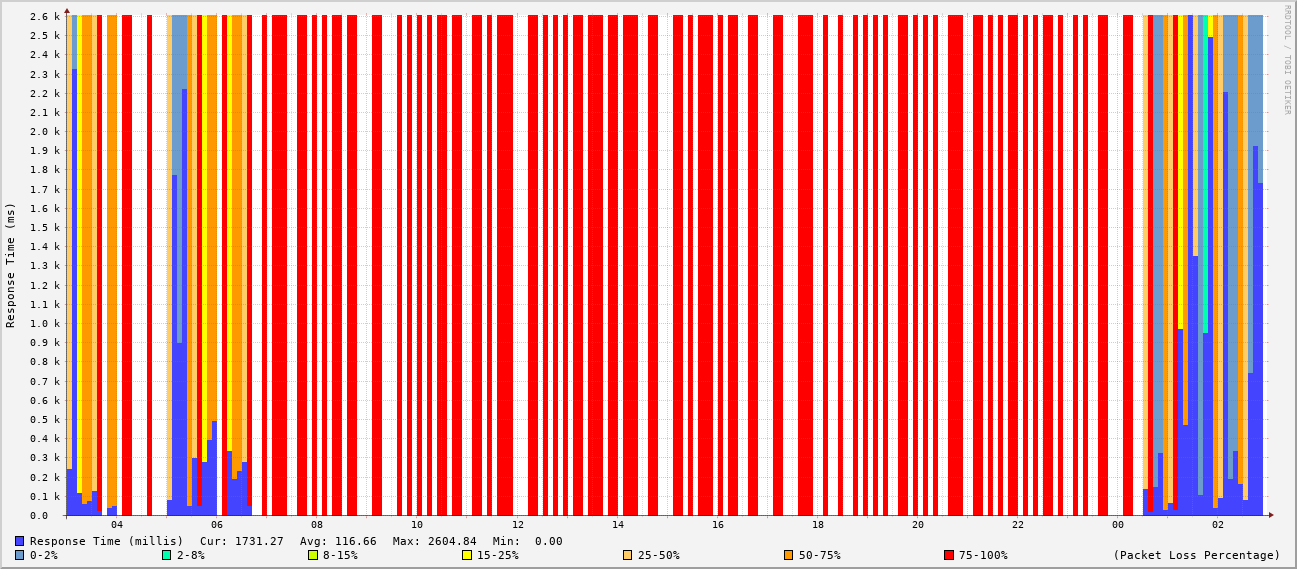 RRDTOOL / TOBI OETIKER
Response Time (ms)
2.6 k
2.5 k
2.4 k
2.3 k
2.2 k
2.1 k
2.0 k
1.9 k
1.8 k
1.7 k
1.6 k
1.5 k
1.4 k
1.3 k
1.2 k
1.1 k
1.0 k
0.9 k
0.8 k
0.7 k
0.6 k
0.5 k
0.4 k
0.3 k
0.2 k
0.1 k
0.0
04 06 08 10 12 14 16 18 20 22 00 02
Response Time (millis) Cur: 1731.27 Avg: 116.66 Max: 2604.84 Min: 0.00
0-2% 2-8% 8-15% 15-25% 25-50% 50-75% 75-100% (Packet Loss Percentage)